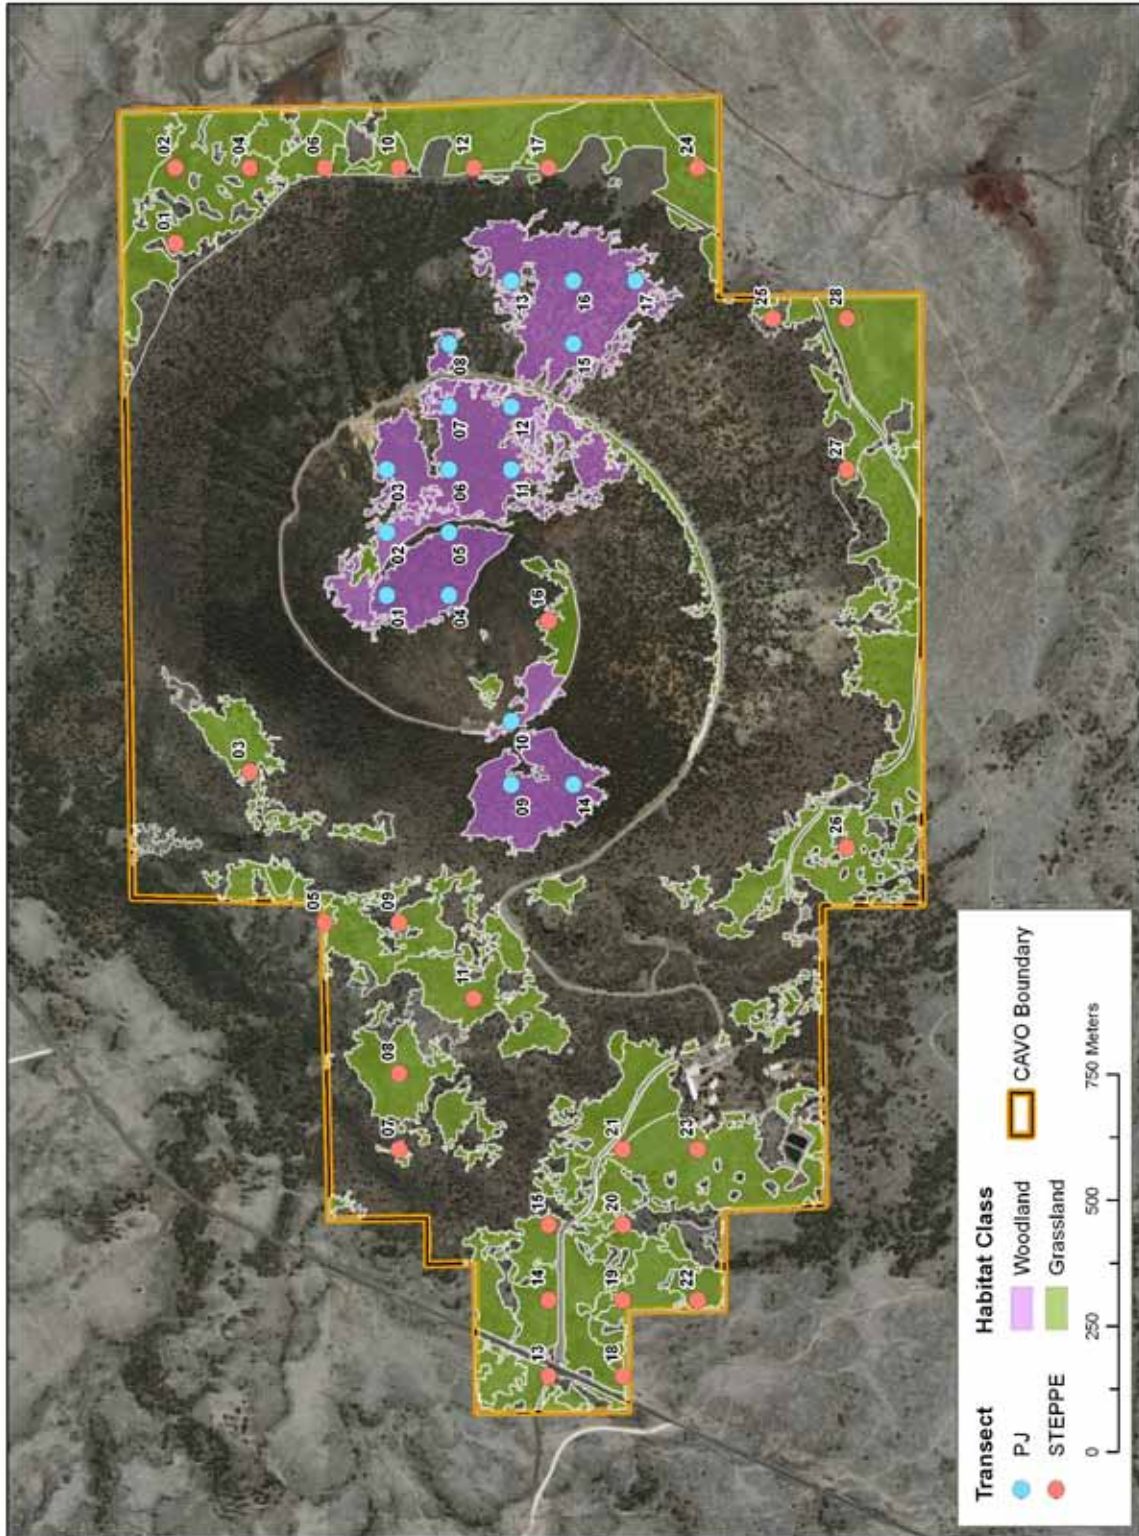 01 02
03 04
05 06
07 08 09 01 02 03 10
11 04 05 06 07 08 12
13 14 15 09 10 16 11 12 13 17
14 15 16
18 19 20 21 17
22 23 24
25
26 27 28
Transect Habitat Class
PJ Woodland CAVO Boundary
STEPPE Grassland
0 250 500 750 Meters